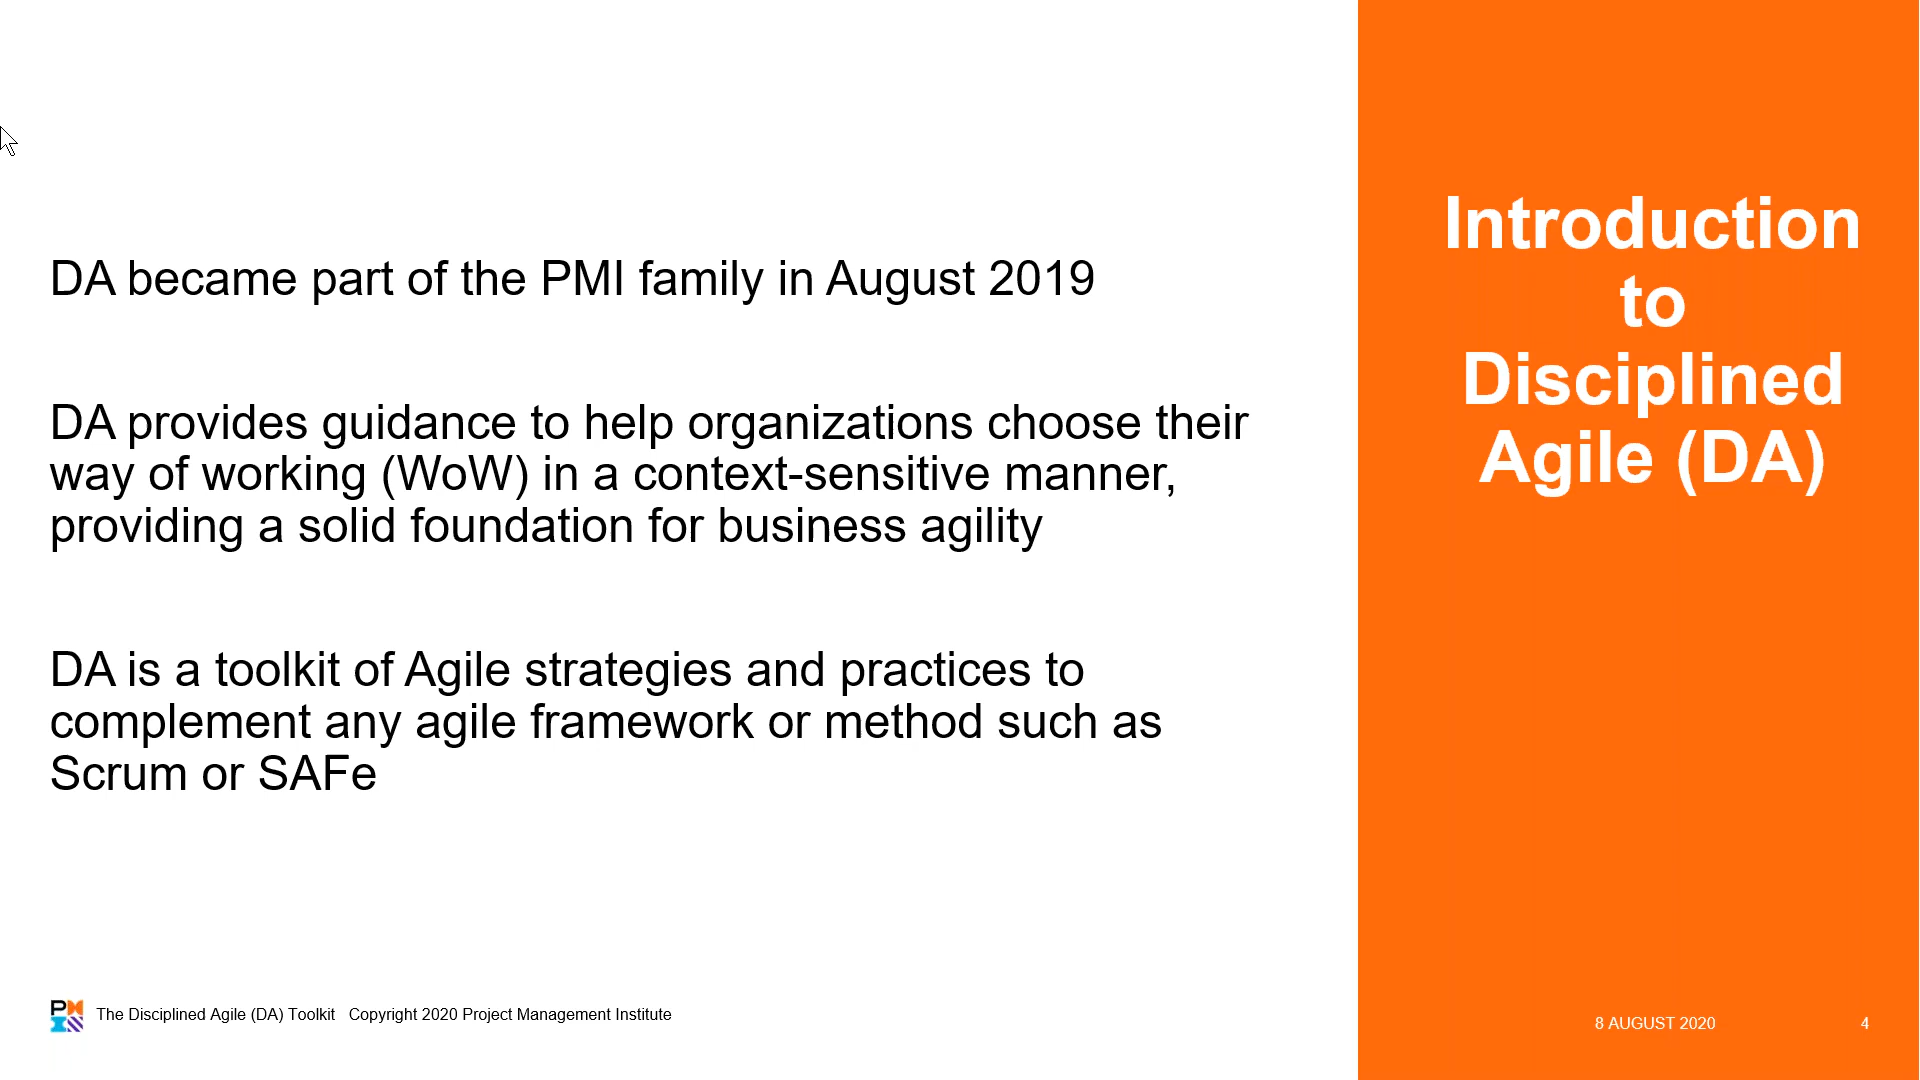 Introduction
to
Disciplined
Agile (DA)
DA became part of the PMI family in August 2019
DA provides guidance to help organizations choose their
way of working (WoW) in a context-sensitive manner,
providing a solid foundation for business agility
DA is a toolkit of Agile strategies and practices to
complement any agile framework or method such as
Scrum or SAFe
The Disciplined Agile (DA) Toolkit   Copyright 2020 Project Management Institute
8 AUGUST 2020
4